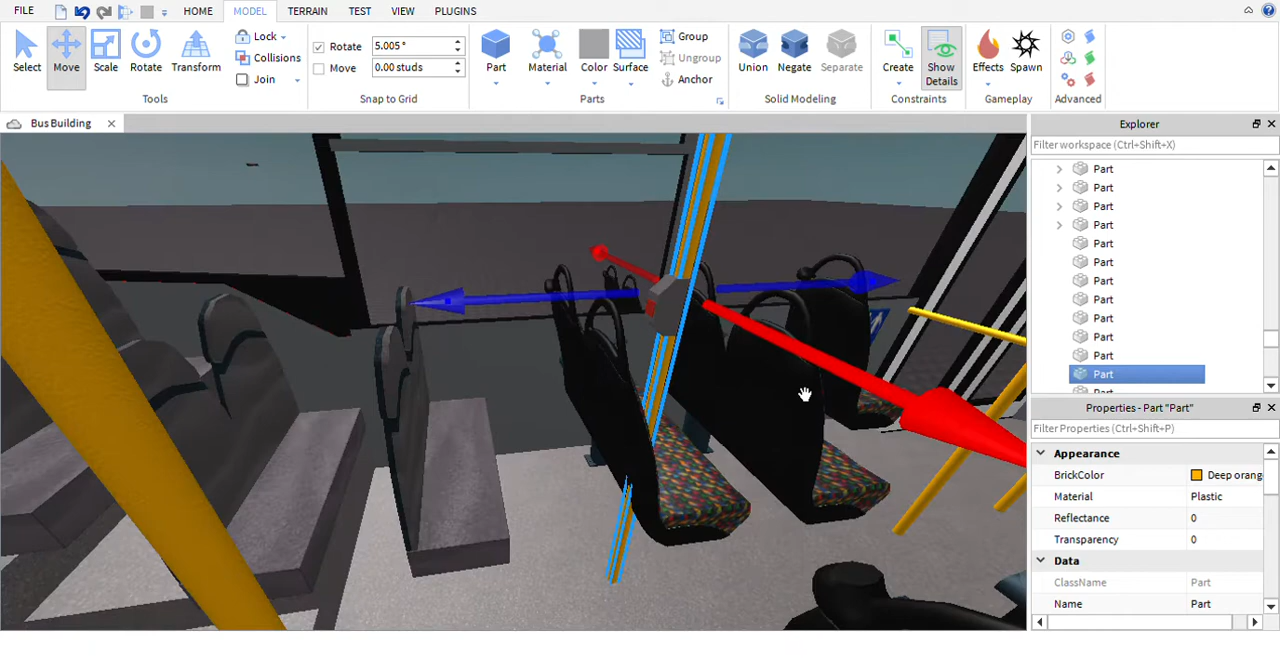 FILE HOME MODEL TERRAIN TEST VIEW PLUGINS
Select Move Scale Rotate Transform
Lock
Collisions
Join
Tools
Rotate 5.005 °
Move
Snap to Grid
Part Material Color Surface
Group
Ungroup
Anchor
Parts
Union Negate Separate
Solid Modeling
Create Show Details
Constraints
Effects Spawn
Gameplay
Advanced
Bus Building
Explorer
Filter workspace (Ctrl+Shift+X)
Part
Part
Part
Part
Part
Part
Part
Part
Part
Part
Part
Part
Properties - Part "Part"
Filter Properties (Ctrl+Shift+P)
Appearance
BrickColor Deep orang
Material Plastic
Reflectance 0
Transparency 0
Data
ClassName Part
Name Part